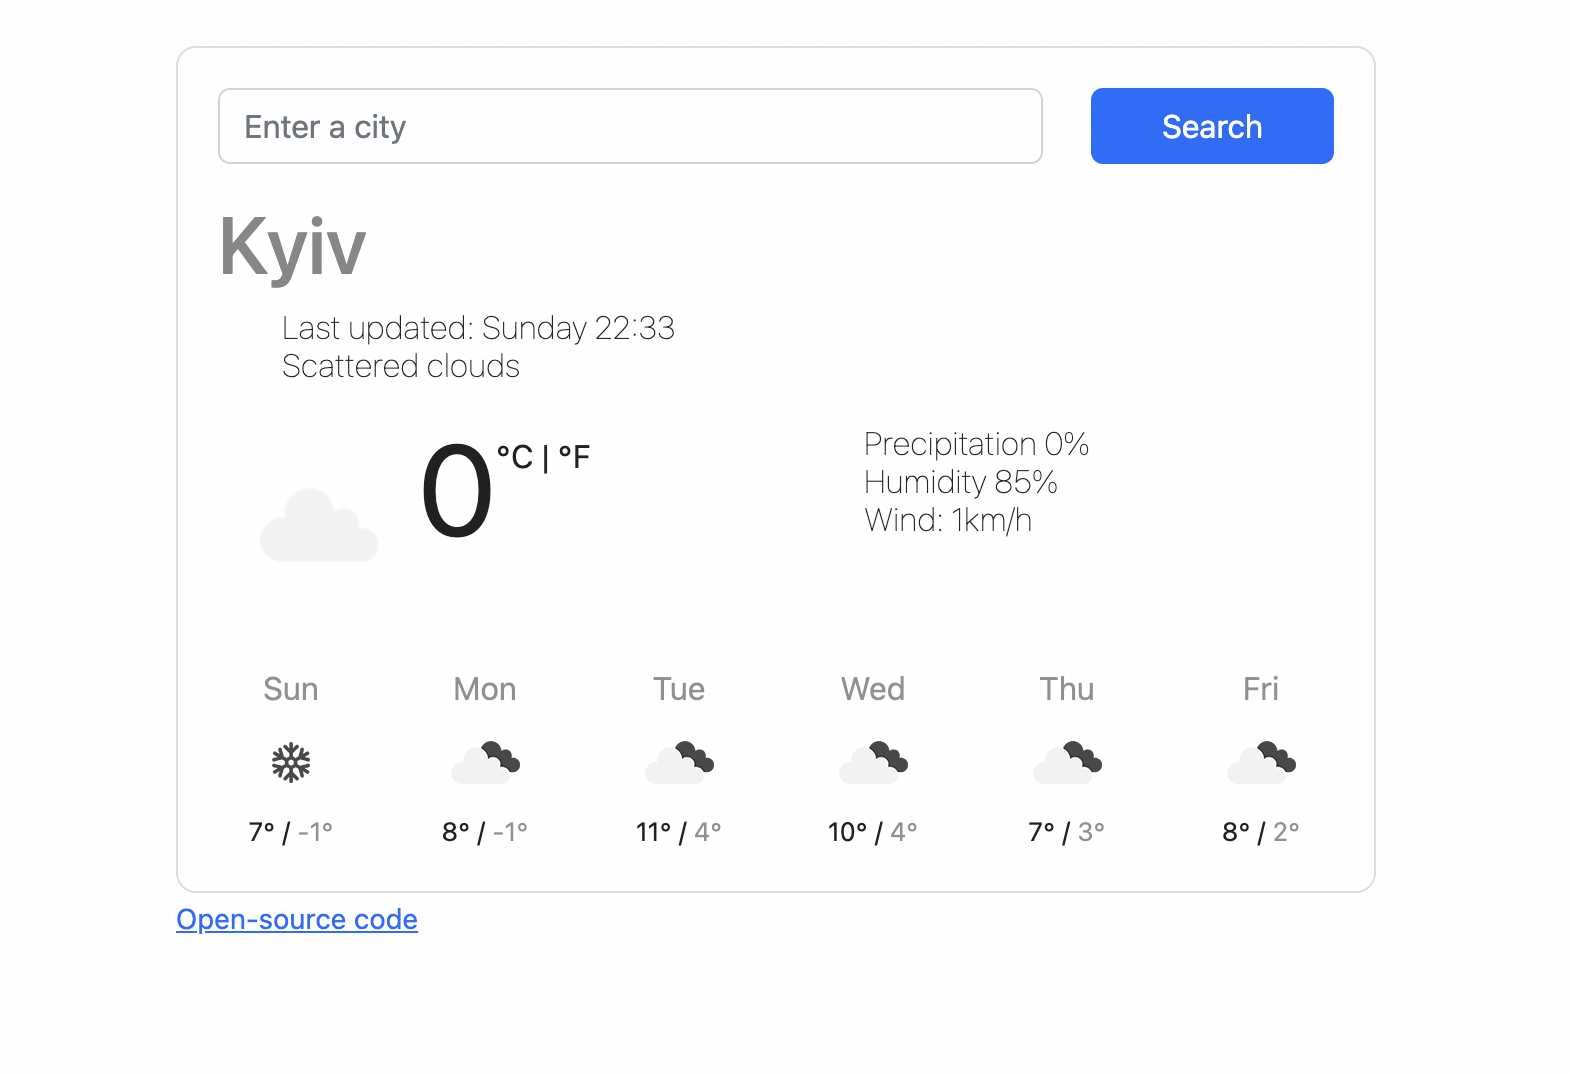 Enter a city
Search
Kyiv
Last updated: Sunday 22:33
Scattered clouds
0 °C | °F
Precipitation 0%
Humidity 85%
Wind: 1km/h
Sun Mon Tue Wed Thu Fri
7° / -1° 8° / -1° 11° / 4° 10° / 4° 7° / 3° 8° / 2°
Open-source code